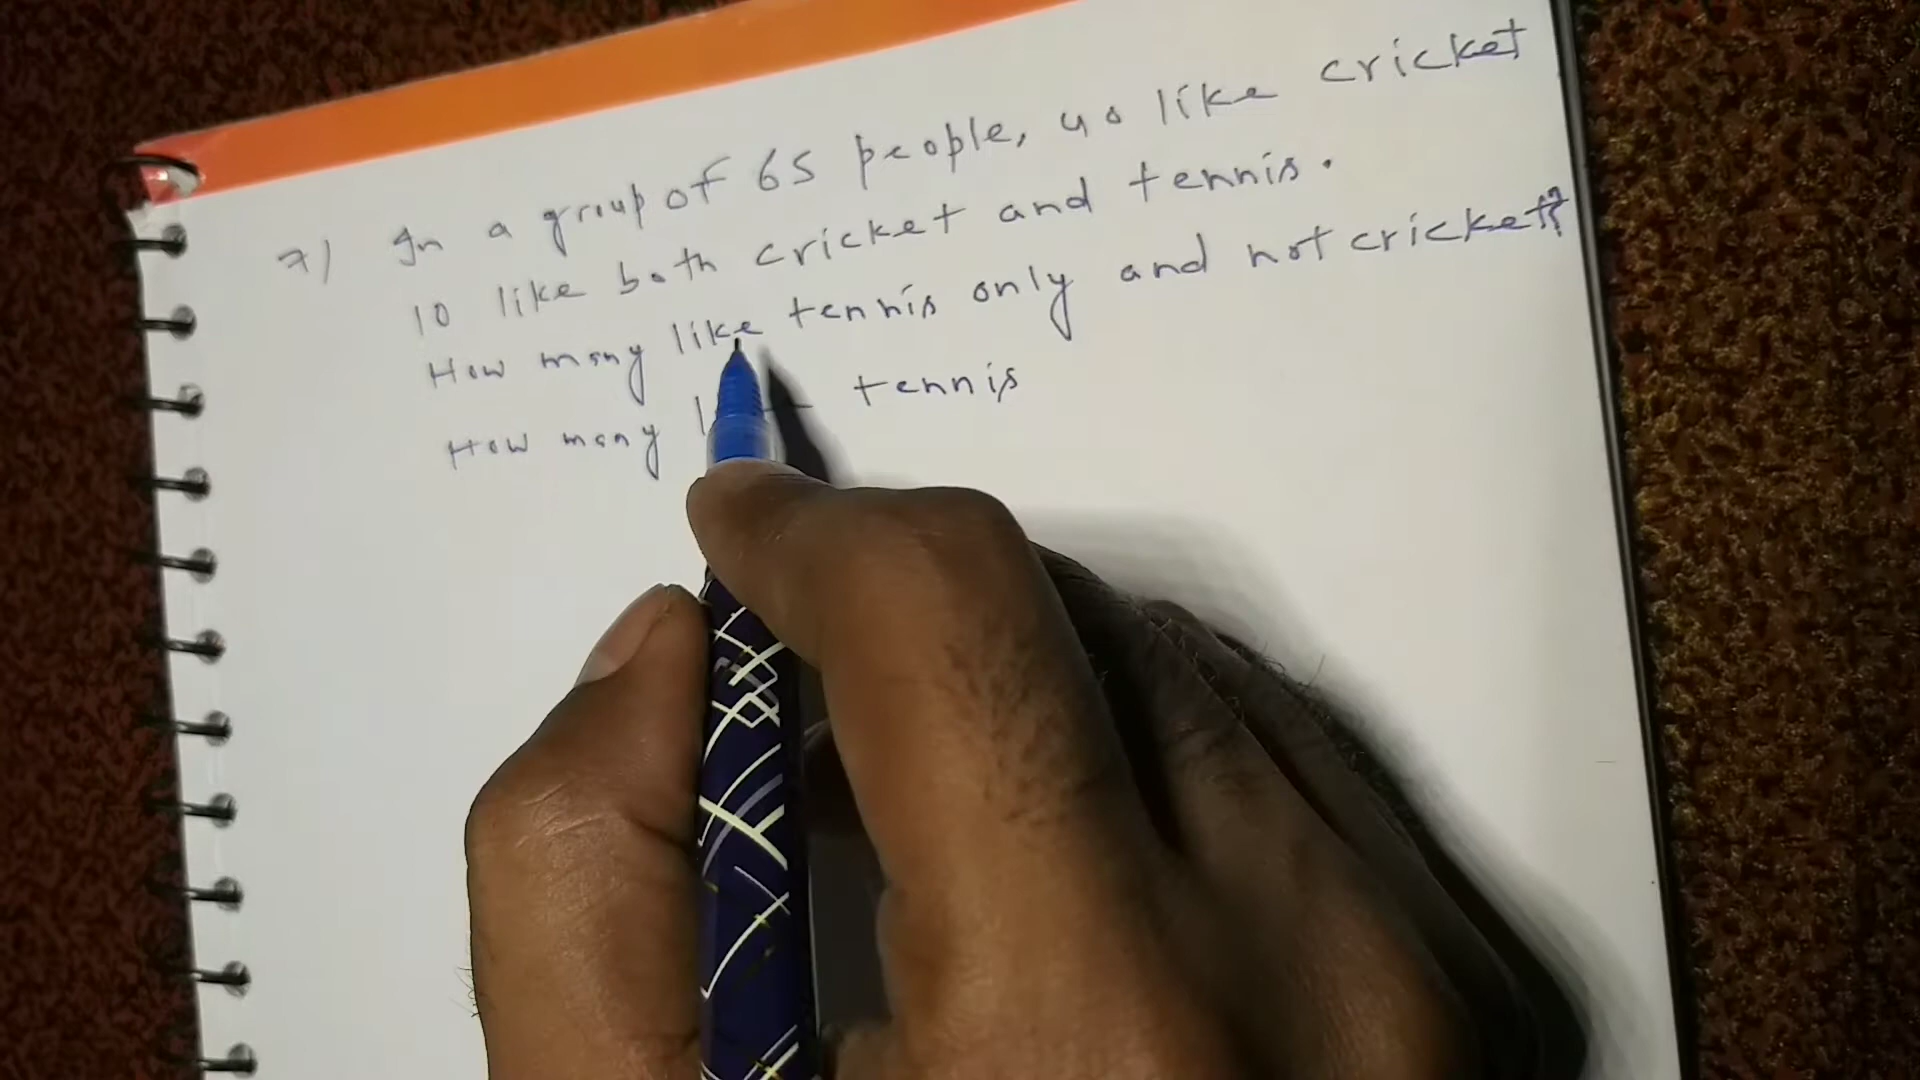 7) In a group of 65 people, 40 like cricket
10 like both cricket and tennis.
How many like tennis only and not cricket?
How many tennis